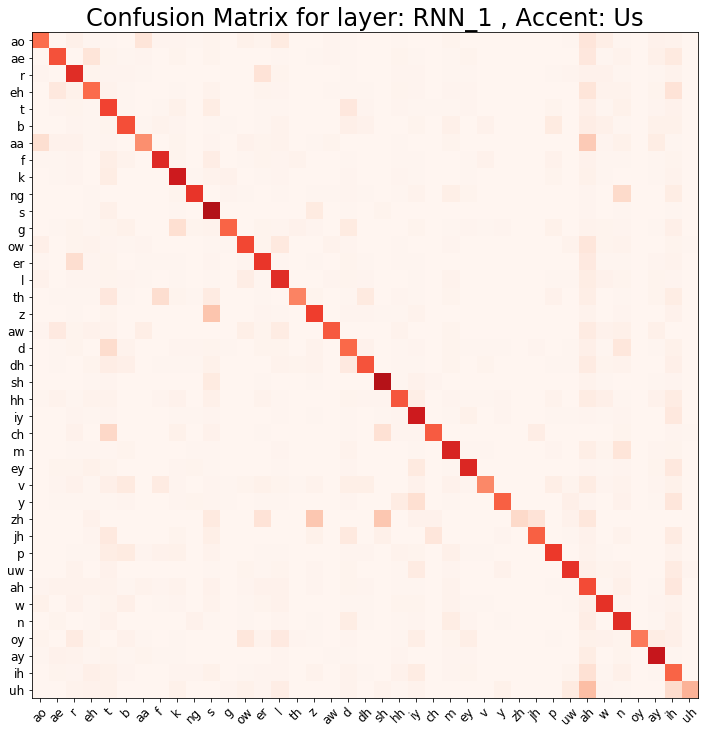 Confusion Matrix for layer: RNN_1 , Accent: Us
ao
ae
r
eh
t
b
aa
f
k
ng
s
g
ow
er
l
th
z
aw
d
dh
sh
hh
iy
ch
m
ey
v
y
zh
jh
p
uw
ah
w
n
oy
ay
ih
uh
ao ae r eh t b aa f k ng s g ow er l th z aw d dh sh hh iy ch m ey v y zh jh p uw ah w n oy ay ih uh